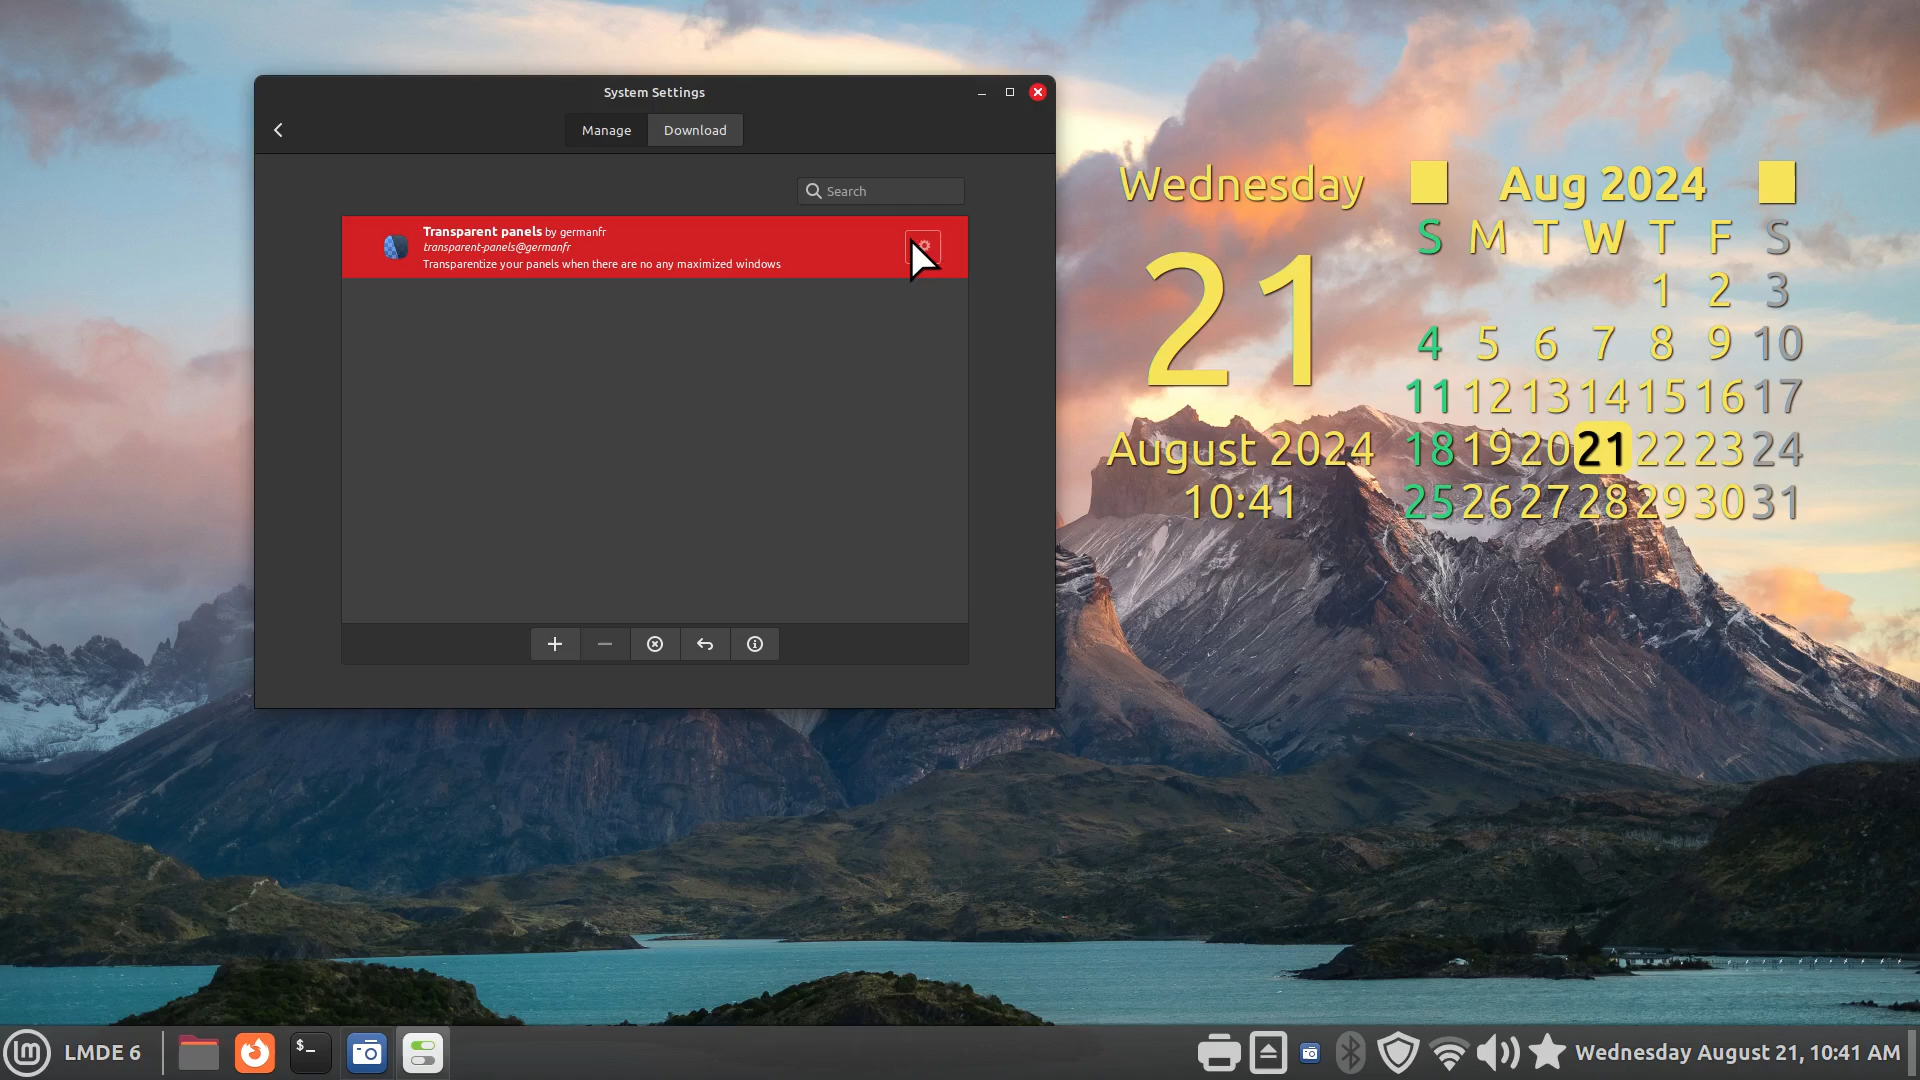 System Settings
Manage Download
Search
Transparent panels by germanfr
transparent-panels@germanfr
Transparentize your panels when there are no any maximized windows
Wednesday
21
August 2024
10:41
Aug 2024
S M T W T F S
1 2 3
4 5 6 7 8 9 10
11 12 13 14 15 16 17
18 19 20 21 22 23 24
25 26 27 28 29 30 31
LMDE 6
$_
Wednesday August 21, 10:41 AM